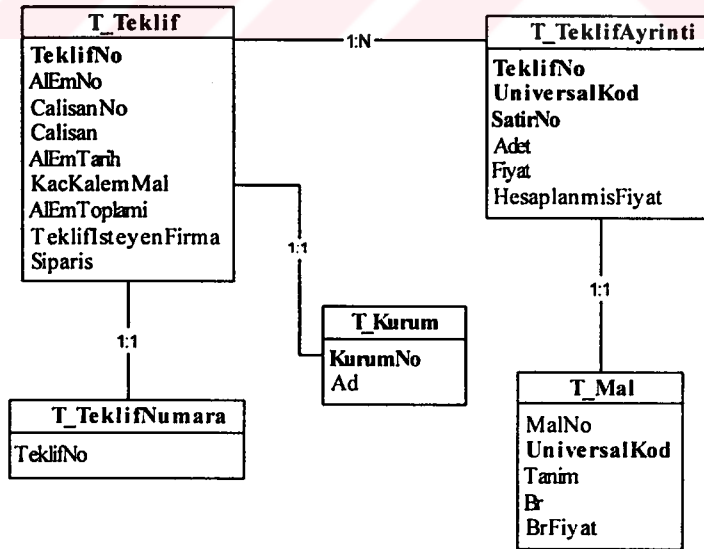 T_Teklif
TeklifNo
AlEmNo
CalisanNo
Calisan
AlEmTarih
KacKalemMal
AlEmToplami
TeklifIsteyenFirma
Siparis
1:N
T_TeklifAyrinti
TeklifNo
UniversalKod
SatirNo
Adet
Fiyat
HesaplanmisFiyat
1:1
1:1
1:1
T_Kurum
KurumNo
Ad
T_TeklifNumara
TeklifNo
T_Mal
MalNo
UniversalKod
Tanim
Br
BrFiyat